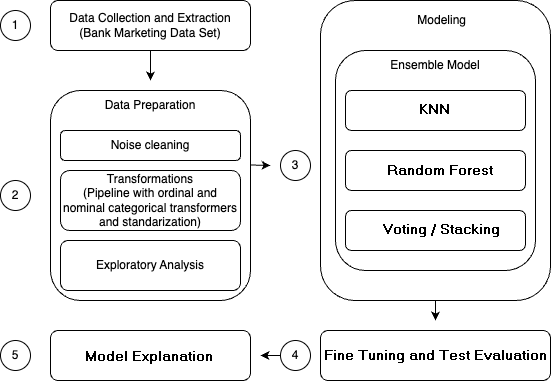 1
Data Collection and Extraction
(Bank Marketing Data Set)
2
Data Preparation
Noise cleaning
Transformations
(Pipeline with ordinal and
nominal categorical transformers
and standarization)
Exploratory Analysis
3
Modeling
Ensemble Model
KNN
Random Forest
Voting / Stacking
4
Fine Tuning and Test Evaluation
5
Model Explanation